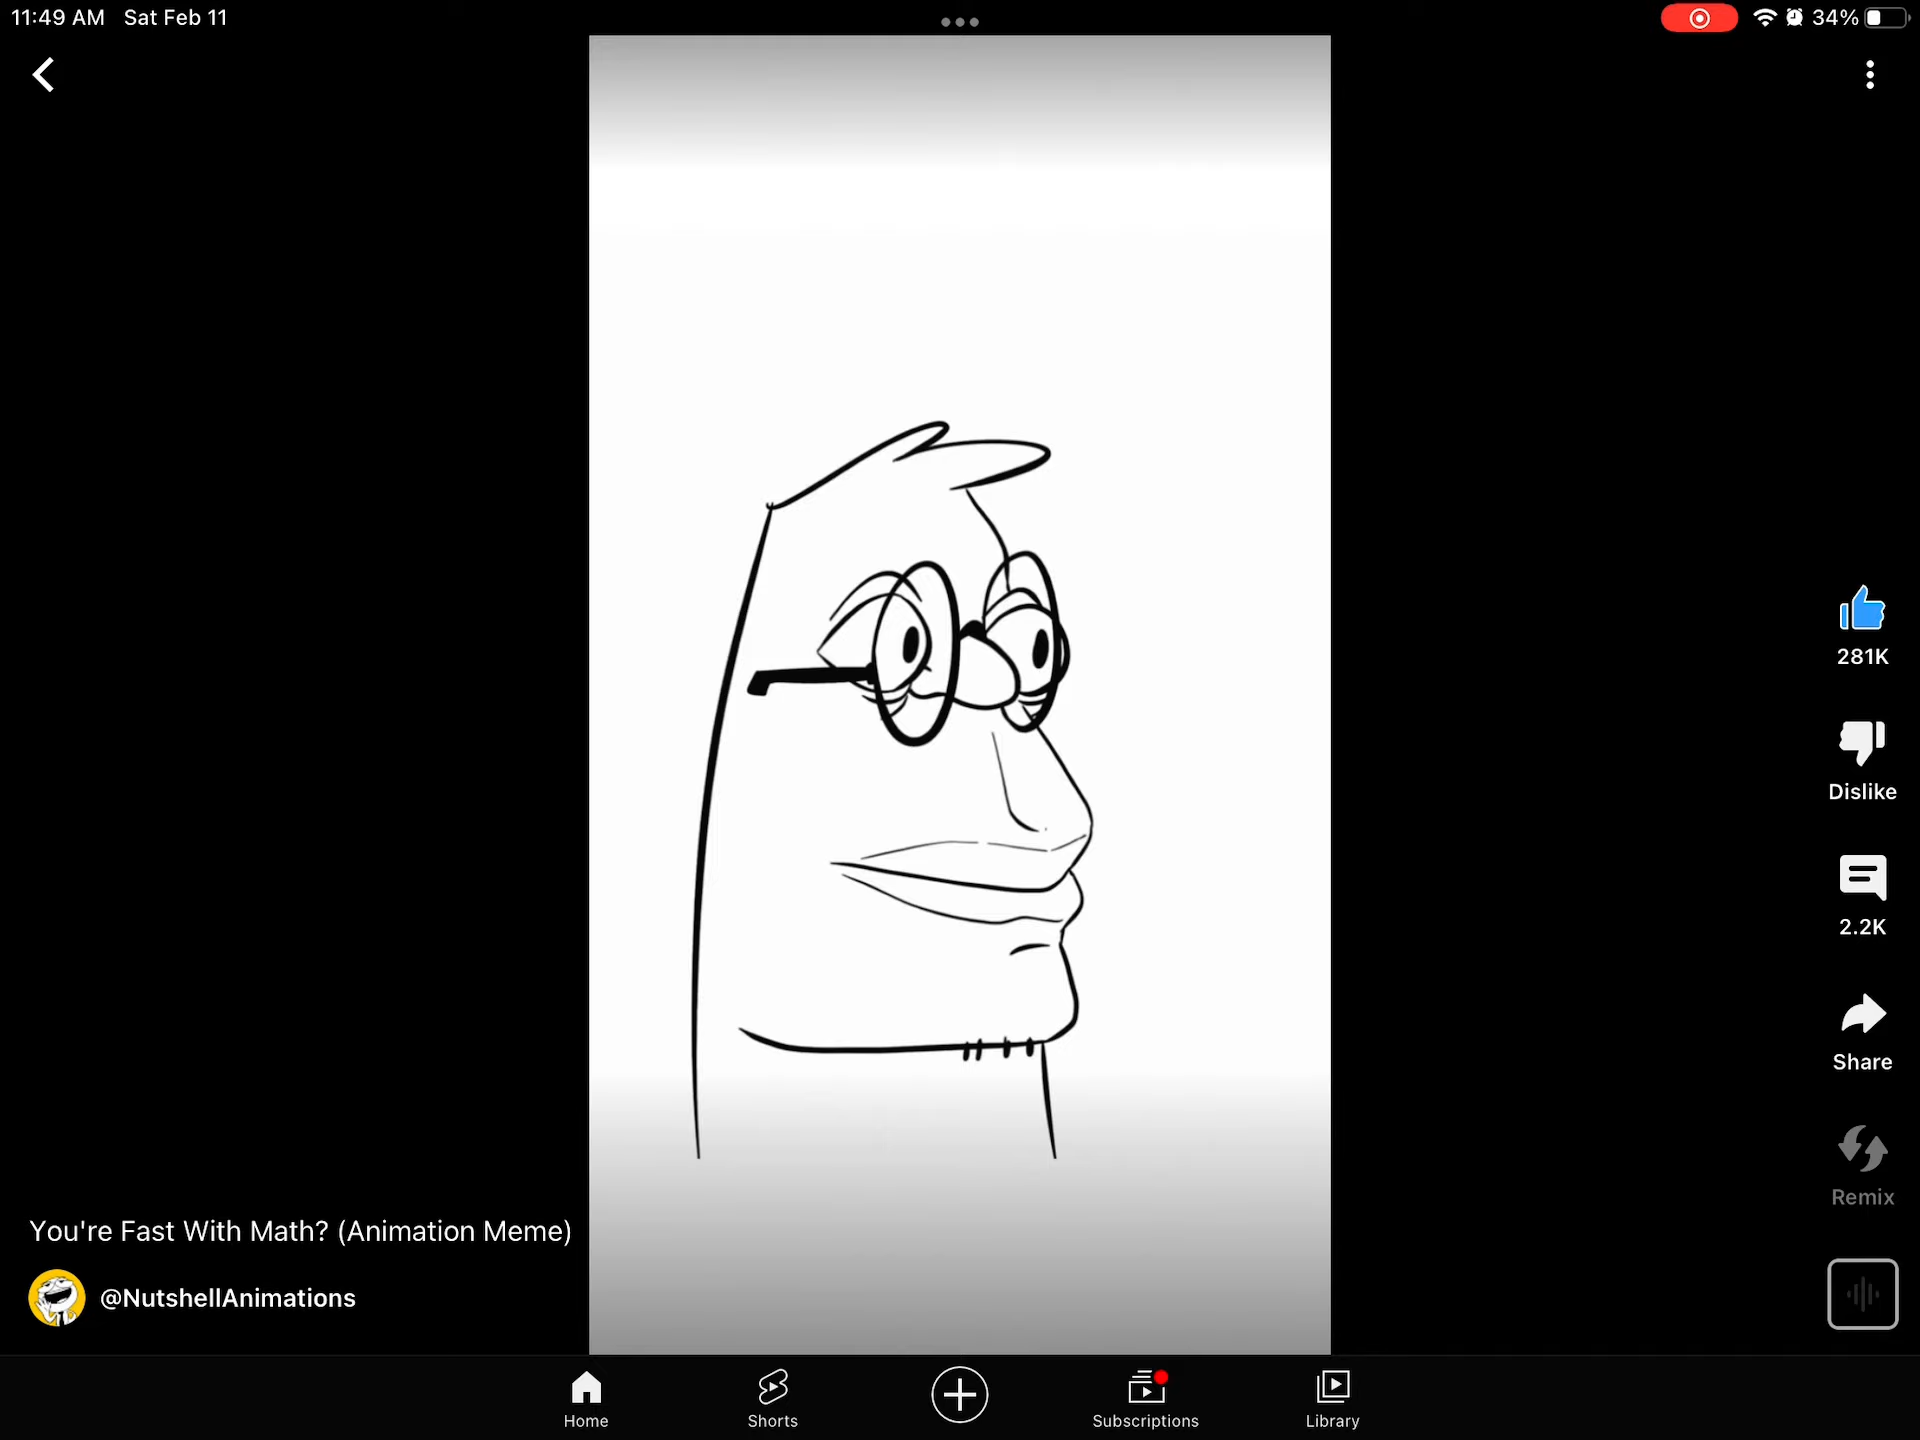 11:49 AM Sat Feb 11
34%
281K
Dislike
2.2K
Share
Remix
You're Fast With Math? (Animation Meme)
@NutshellAnimations
Home
Shorts
Subscriptions
Library